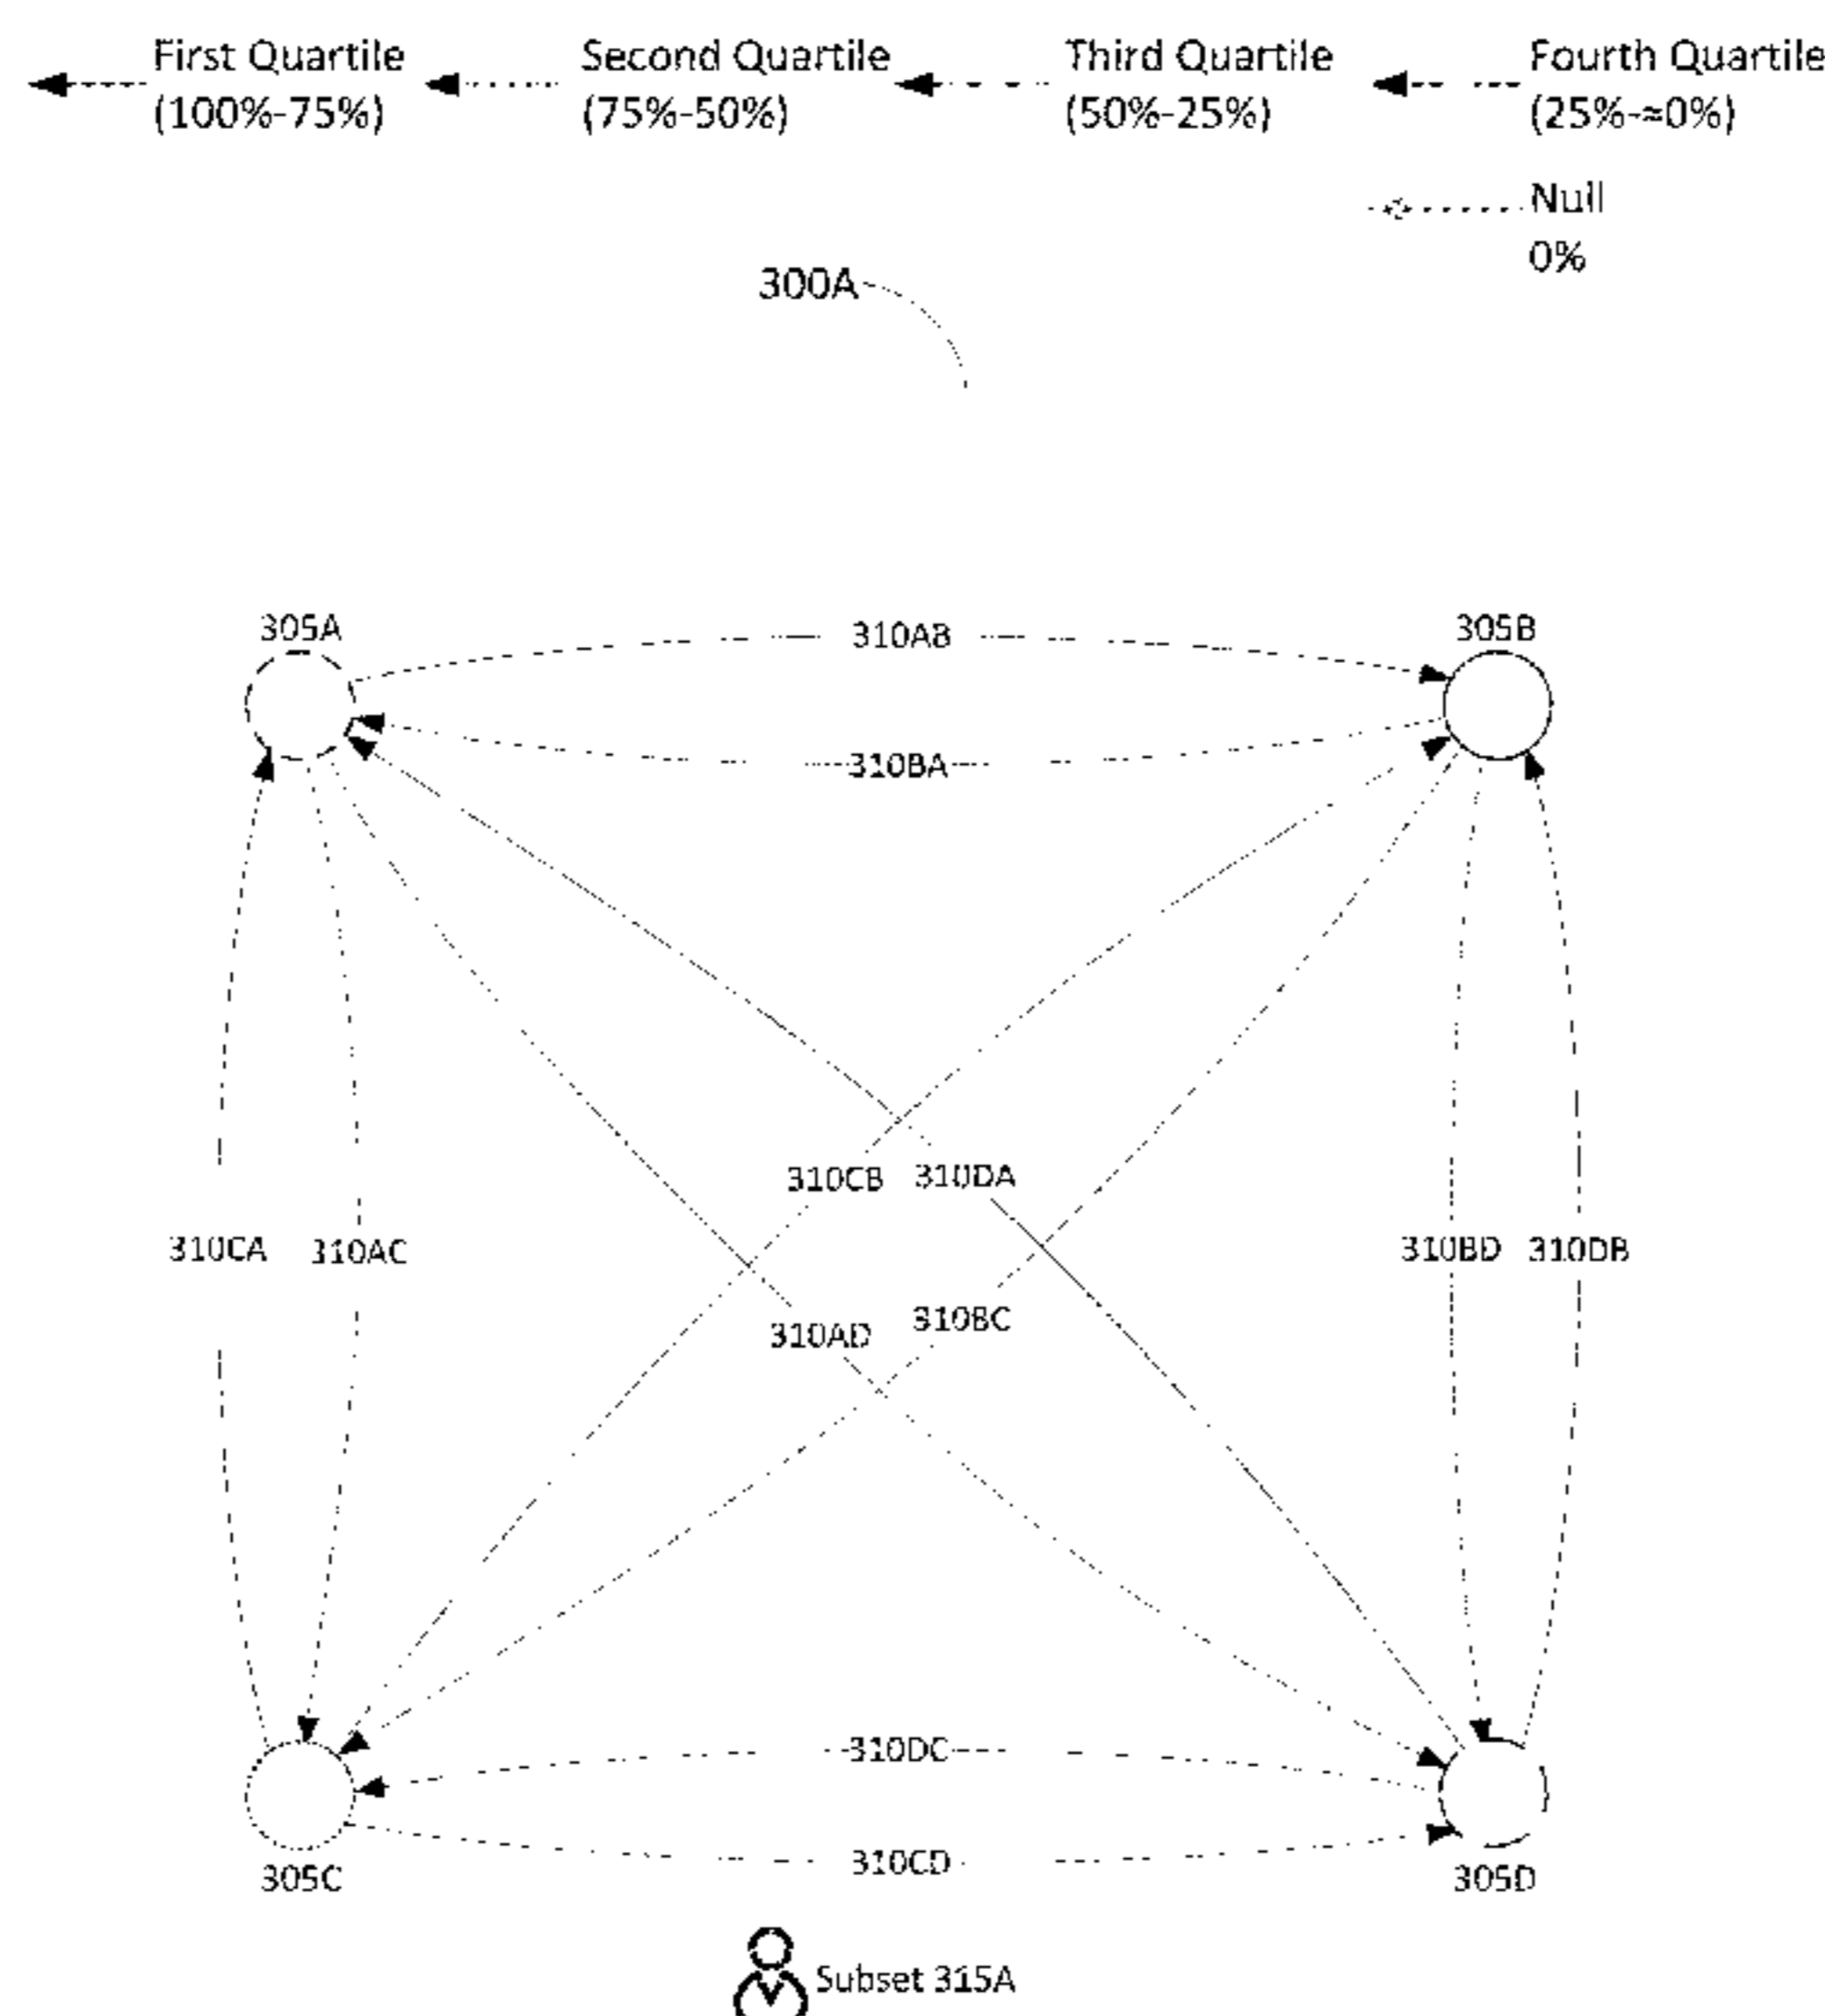 First Quartile
(100%-75%)
Second Quartile
(75%-50%)
Third Quartile
(50%-25%)
Fourth Quartile
(25%-≈0%)
Null
0%
300A
305A
310AB
305B
310BA
310CB
310DA
310CA
310AC
310BD
310DB
310AD
310BC
310DC
310CD
305C
305D
Subset 315A